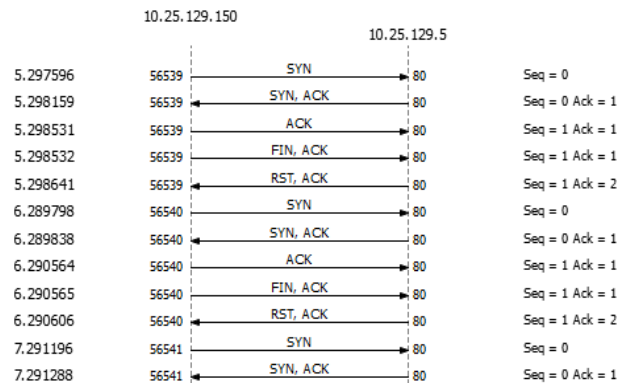 10.25.129.150
10.25.129.5
5.297596 56539 SYN 80 Seq = 0
5.298159 56539 SYN, ACK 80 Seq = 0 Ack = 1
5.298531 56539 ACK 80 Seq = 1 Ack = 1
5.298532 56539 FIN, ACK 80 Seq = 1 Ack = 1
5.298641 56539 RST, ACK 80 Seq = 1 Ack = 2
6.289798 56540 SYN 80 Seq = 0
6.289838 56540 SYN, ACK 80 Seq = 0 Ack = 1
6.290564 56540 ACK 80 Seq = 1 Ack = 1
6.290565 56540 FIN, ACK 80 Seq = 1 Ack = 1
6.290606 56540 RST, ACK 80 Seq = 1 Ack = 2
7.291196 56541 SYN 80 Seq = 0
7.291288 56541 SYN, ACK 80 Seq = 0 Ack = 1